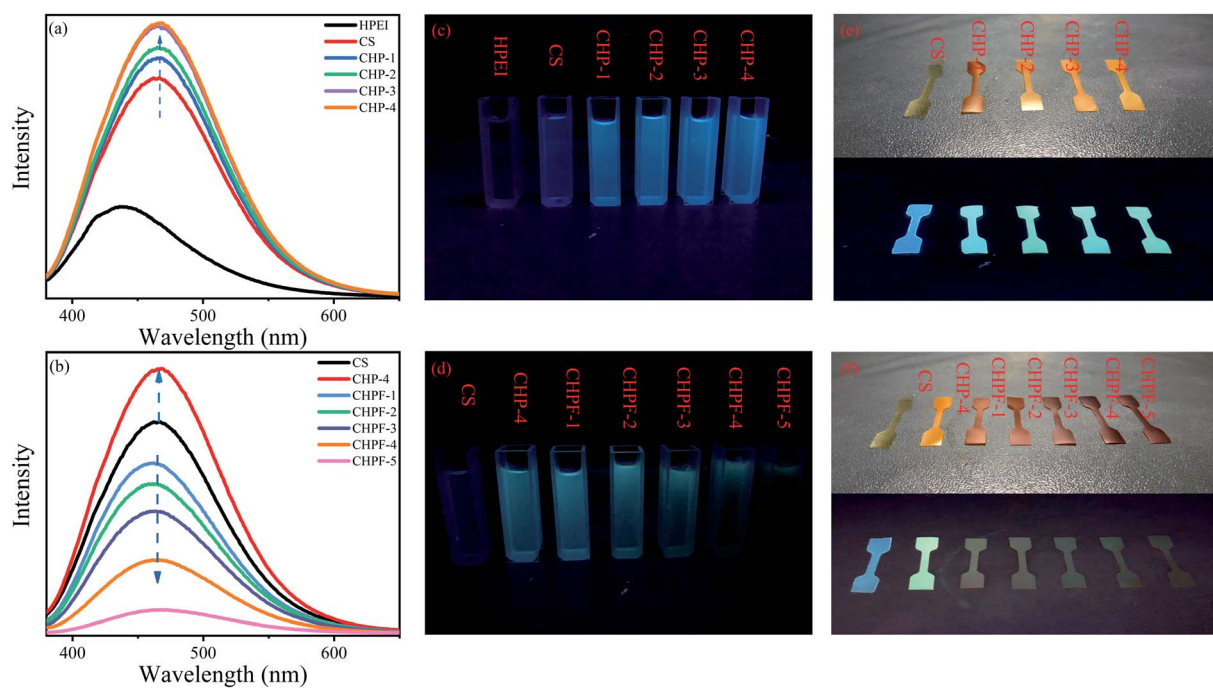 (a)
HPEI
CS
CHP-1
CHP-2
CHP-3
CHP-4
Intensity
400
500
600
Wavelength (nm)
(c)
HPEI
CS
CHP-1
CHP-2
CHP-3
CHP-4
(e)
CS
CHP-1
CHP-2
CHP-3
CHP-4
(b)
CS
CHP-4
CHPF-1
CHPF-2
CHPF-3
CHPF-4
CHPF-5
Intensity
400
500
600
Wavelength (nm)
(d)
CS
CHP-4
CHPF-1
CHPF-2
CHPF-3
CHPF-4
CHPF-5
(f)
CS
CHP-4
CHPF-1
CHPF-2
CHPF-3
CHPF-4
CHPF-5